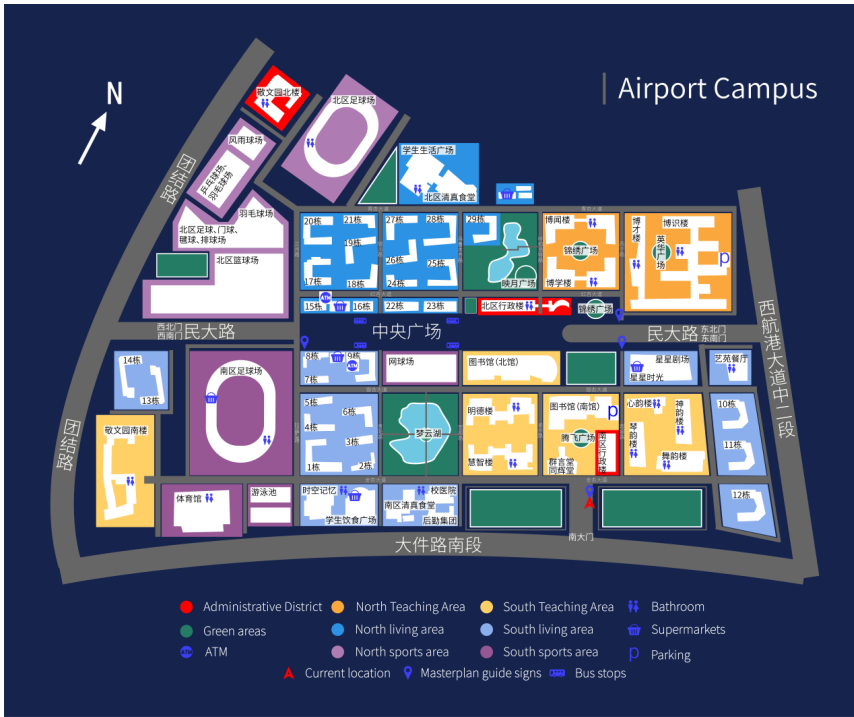 Airport Campus
N
敬文园北楼
北区足球场
风雨球场
乒乓球场、
羽毛球场
学生生活广场
北区清真食堂
团结路
羽毛球场
北区足球、门球、
毽球、排球场
北区篮球场
20栋
21栋
19栋
17栋
18栋
27栋
28栋
26栋
25栋
24栋
29栋
映月广场
博闻楼
锦绣广场
博学楼
博才楼
博识楼
英华广场
P
15栋
ATM
16栋
22栋
23栋
北区行政楼
锦绣广场
西北门
西南门
民大路
中央广场
民大路
东北门
东南门
西航港大道中二段
14栋
13栋
南区足球场
8栋
9栋
ATM
7栋
网球场
图书馆(北馆)
星星剧场
星星时光
艺苑餐厅
团结路
敬文园南楼
5栋
6栋
4栋
3栋
1栋
2栋
梦云湖
明德楼
慧智楼
图书馆(南馆)
P
腾飞广场
群言堂
同辉堂
南区行政楼
心韵楼
神韵楼
琴韵楼
舞韵楼
10栋
11栋
12栋
体育馆
游泳池
时空记忆
学生饮食广场
校医院
南区清真食堂
后勤集团
南大门
大件路南段
Administrative District
North Teaching Area
South Teaching Area
Bathroom
Green areas
North living area
South living area
Supermarkets
ATM
ATM
North sports area
South sports area
P
Parking
Current location
Masterplan guide signs
Bus stops